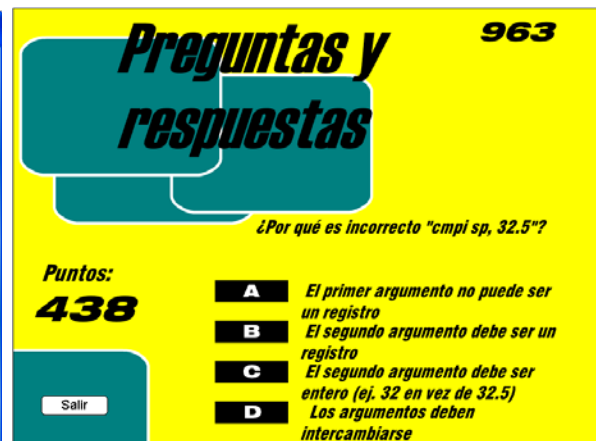 Preguntas y
respuestas
963
¿Por qué es incorrecto "cmpi sp, 32.5"?
Puntos:
438
A El primer argumento no puede ser
un registro
B El segundo argumento debe ser un
registro
C El segundo argumento debe ser
entero (ej. 32 en vez de 32.5)
D Los argumentos deben
intercambiarse
Salir